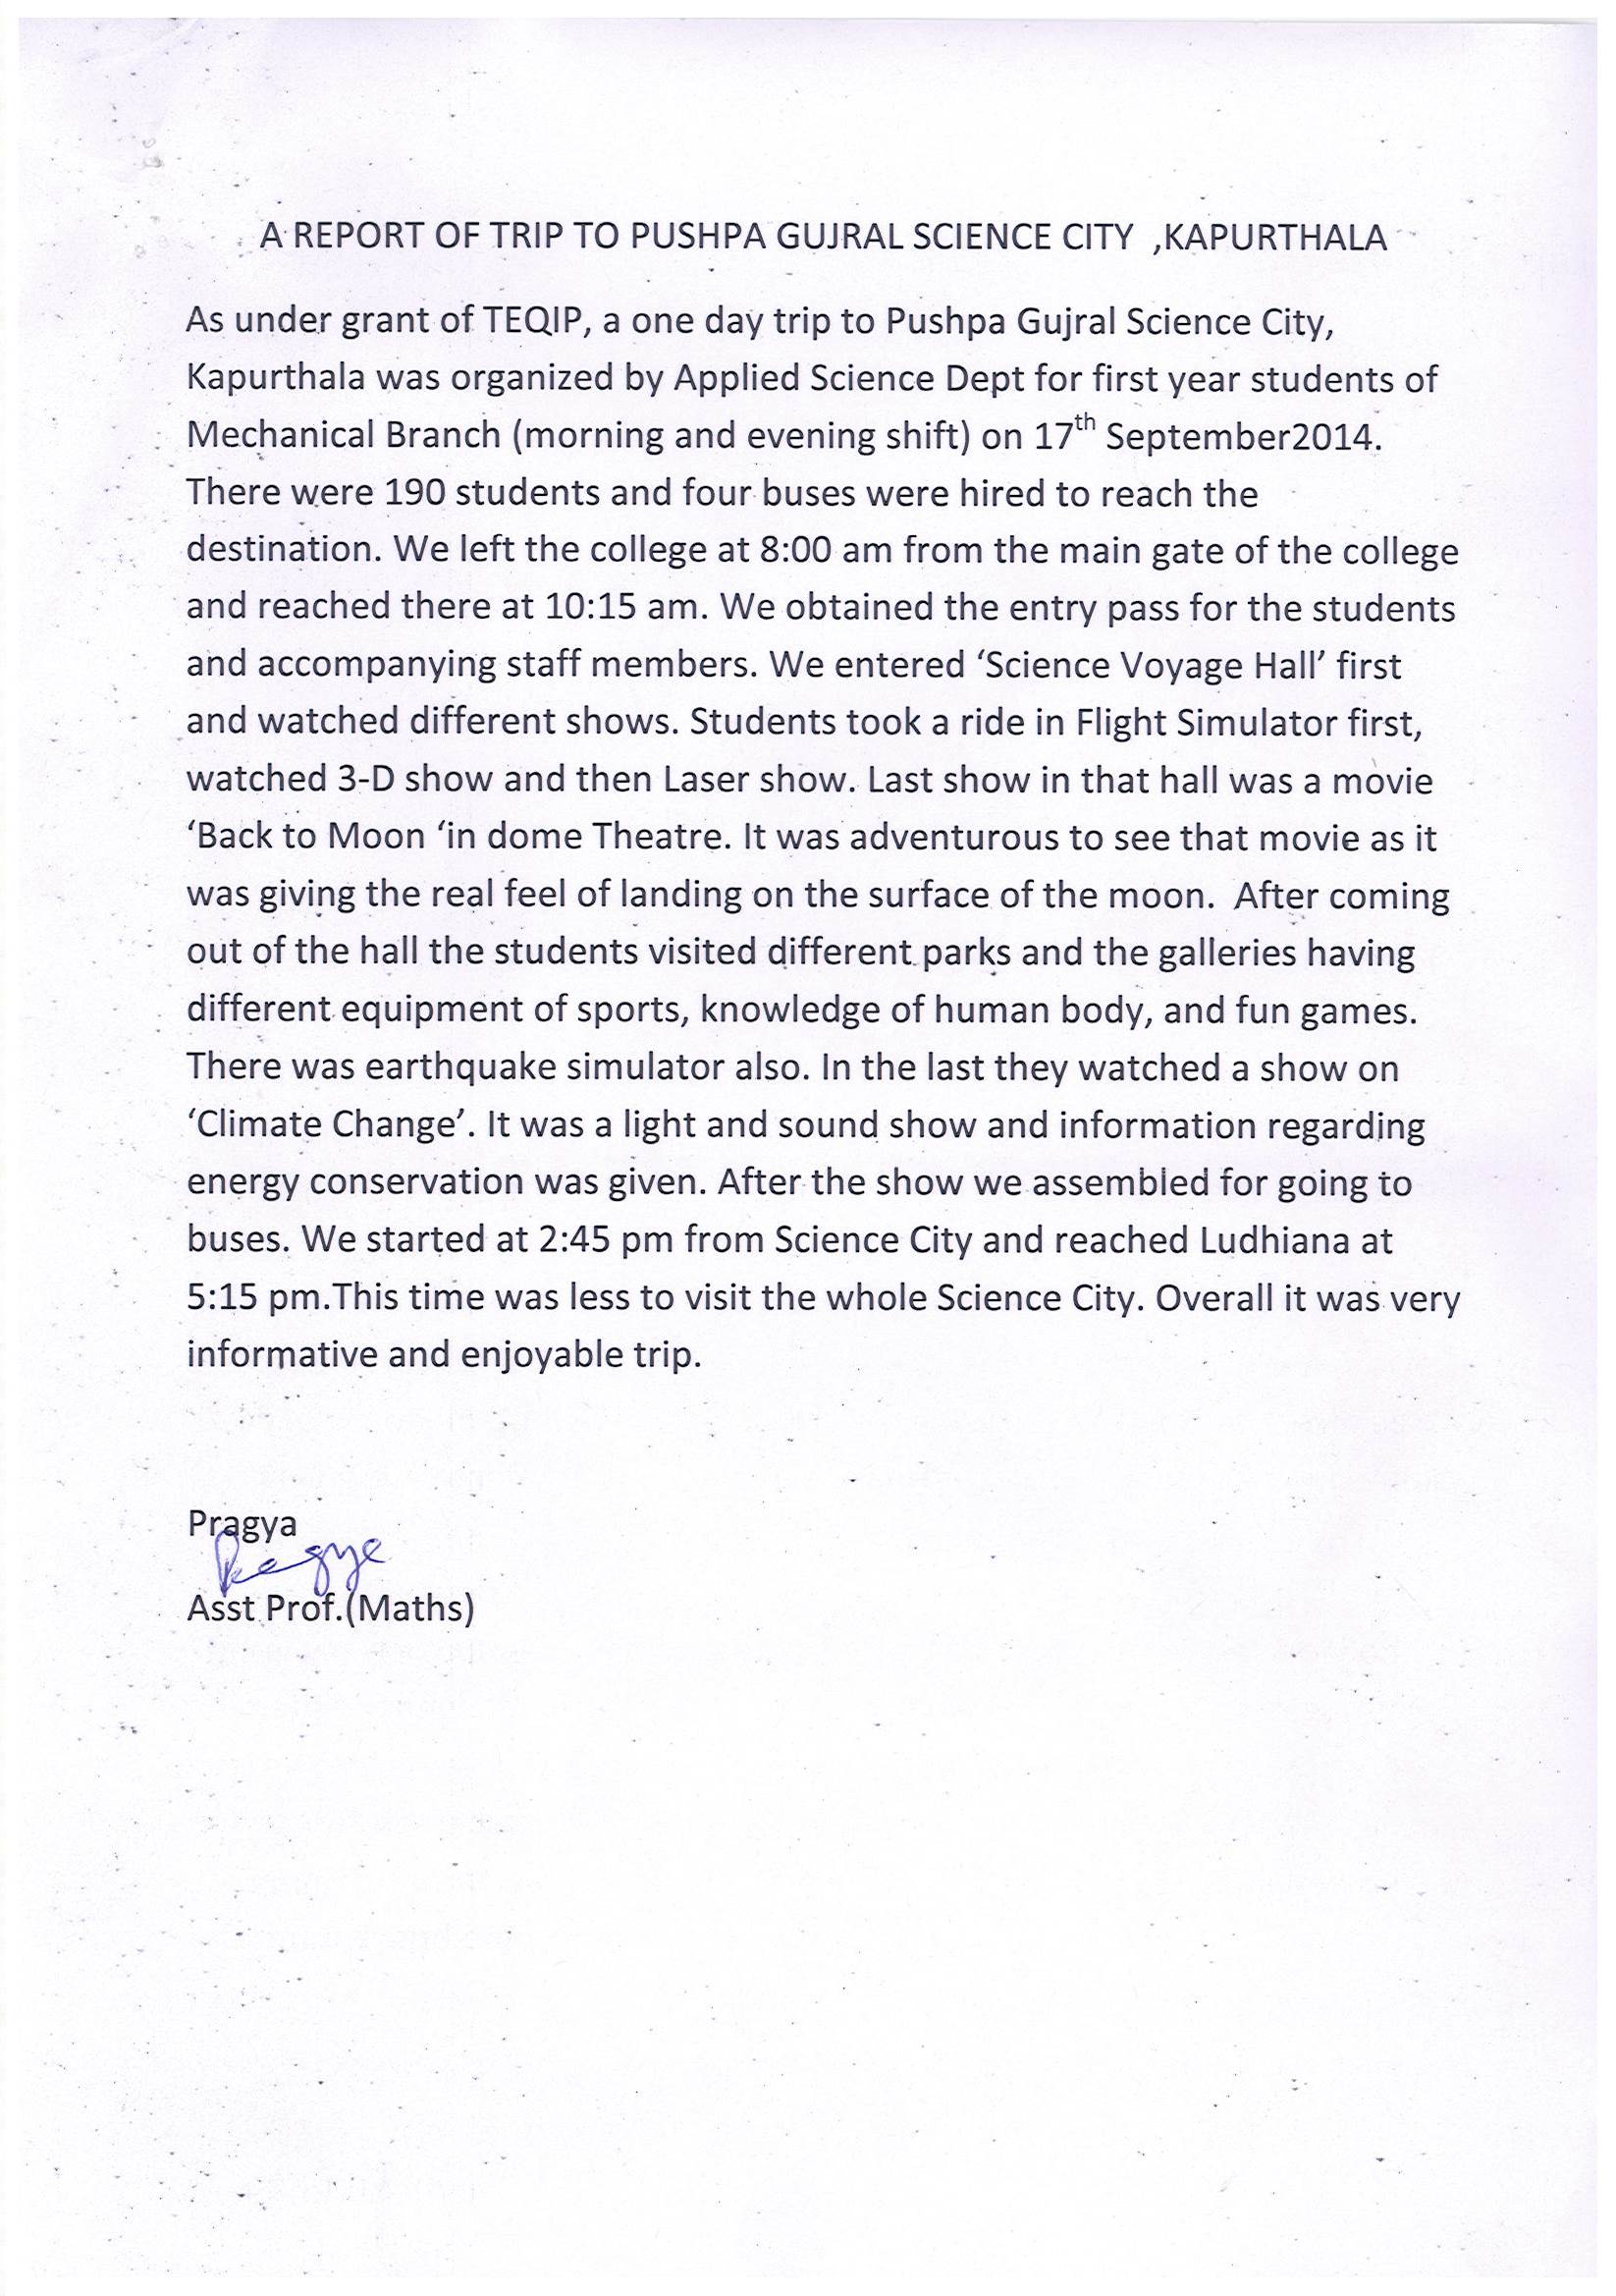 A REPORT OF TRIP TO PUSHPA GUJRAL SCIENCE CITY ,KAPURTHALA
As under grant of TEQIP, a one day trip to Pushpa Gujral Science City,
Kapurthala was organized by Applied Science Dept for first year students of
Mechanical Branch (morning and evening shift) on 17th September2014.
There were 190 students and four buses were hired to reach the
destination. We left the college at 8:00 am from the main gate of the college
and reached there at 10:15 am. We obtained the entry pass for the students
and accompanying staff members. We entered ‘Science Voyage Hall’ first
and watched different shows. Students took a ride in Flight Simulator first,
watched 3-D show and then Laser show. Last show in that hall was a movie
‘Back to Moon ‘in dome Theatre. It was adventurous to see that movie as it
was giving the real feel of landing on the surface of the moon.  After coming
out of the hall the students visited different parks and the galleries having
different equipment of sports, knowledge of human body, and fun games.
There was earthquake simulator also. In the last they watched a show on
‘Climate Change’. It was a light and sound show and information regarding
energy conservation was given. After the show we assembled for going to
buses. We started at 2:45 pm from Science City and reached Ludhiana at
5:15 pm.This time was less to visit the whole Science City. Overall it was very
informative and enjoyable trip.
Pragya
Pragya
Asst Prof.(Maths)